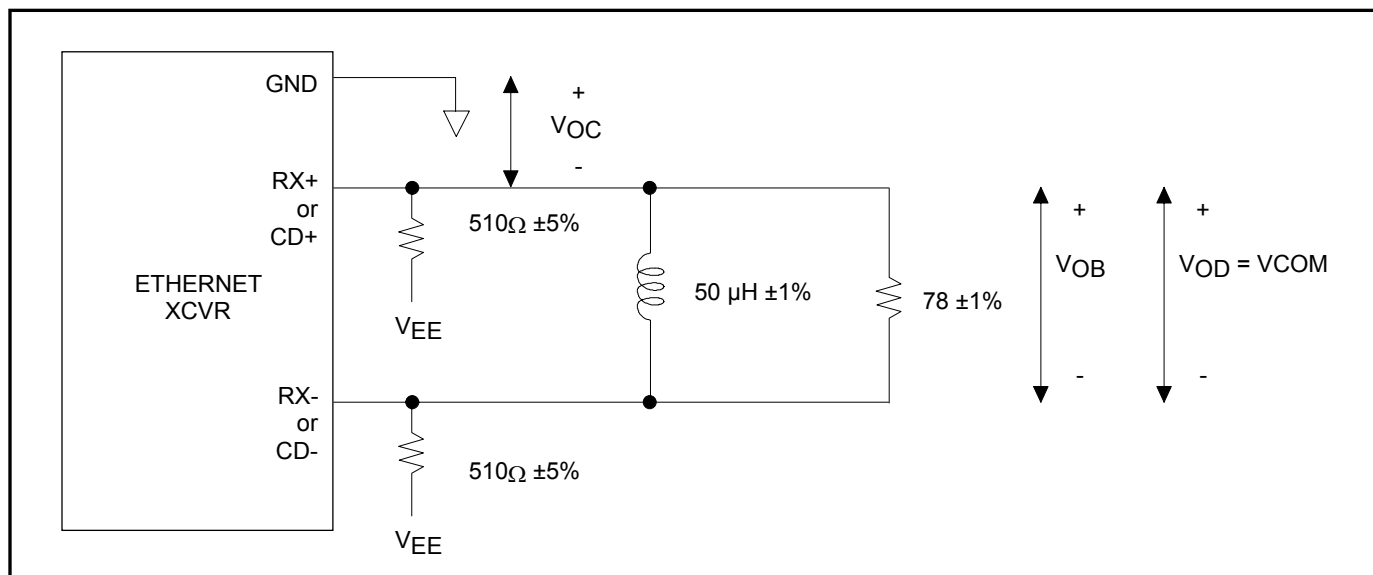 GND
+
VOC
-
RX+
or
CD+
510Ω ±5%
VEE
ETHERNET
XCVR
50 µH ±1%
78 ±1%
+
VOB
-
+
VOD = VCOM
-
RX-
or
CD-
510Ω ±5%
VEE